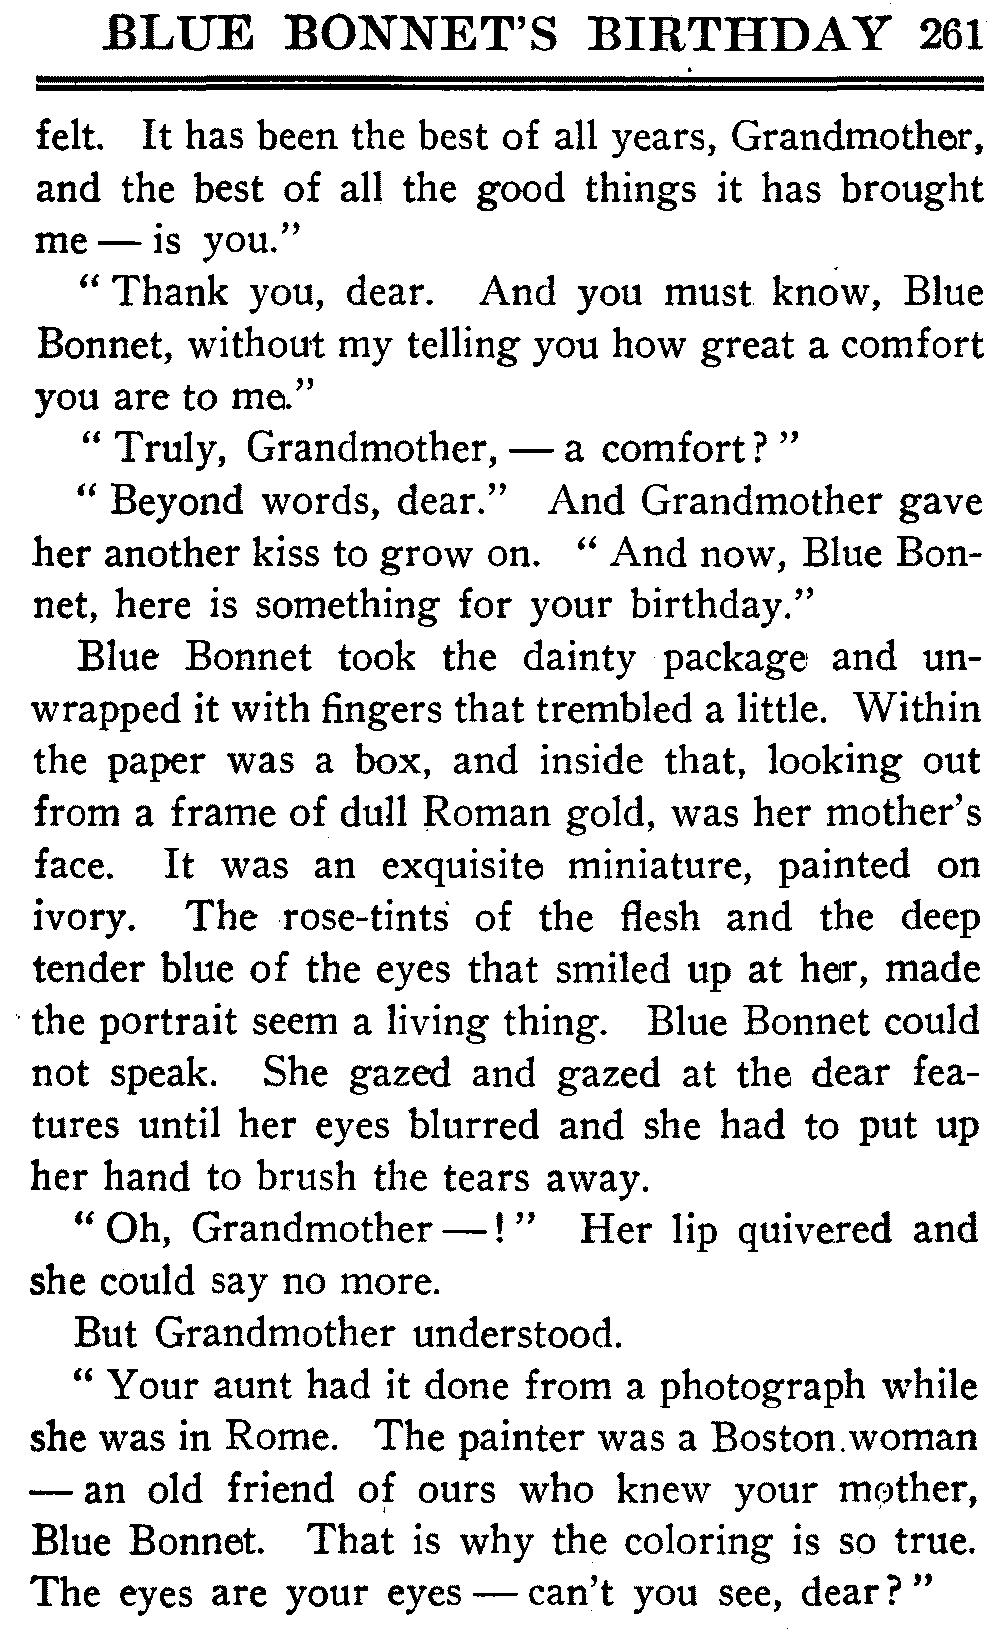 BLUE BONNET'S BIRTHDAY 261
felt. It has been the best of all years, Grandmother,
and the best of all the good things it has brought
me — is you."
" Thank you, dear. And you must know, Blue
Bonnet, without my telling you how great a comfort
you are to me."
" Truly, Grandmother, — a comfort? "
" Beyond words, dear." And Grandmother gave
her another kiss to grow on. " And now, Blue Bon-
net, here is something for your birthday."
Blue Bonnet took the dainty package and un-
wrapped it with fingers that trembled a little. Within
the paper was a box, and inside that, looking out
from a frame of dull Roman gold, was her mother's
face. It was an exquisite miniature, painted on
ivory. The rose-tints of the flesh and the deep
tender blue of the eyes that smiled up at her, made
the portrait seem a living thing. Blue Bonnet could
not speak. She gazed and gazed at the dear fea-
tures until her eyes blurred and she had to put up
her hand to brush the tears away.
" Oh, Grandmother — ! " Her lip quivered and
she could say no more.
But Grandmother understood.
" Your aunt had it done from a photograph while
she was in Rome. The painter was a Boston woman
— an old friend of ours who knew your mother,
Blue Bonnet. That is why the coloring is so true.
The eyes are your eyes — can't you see, dear? "